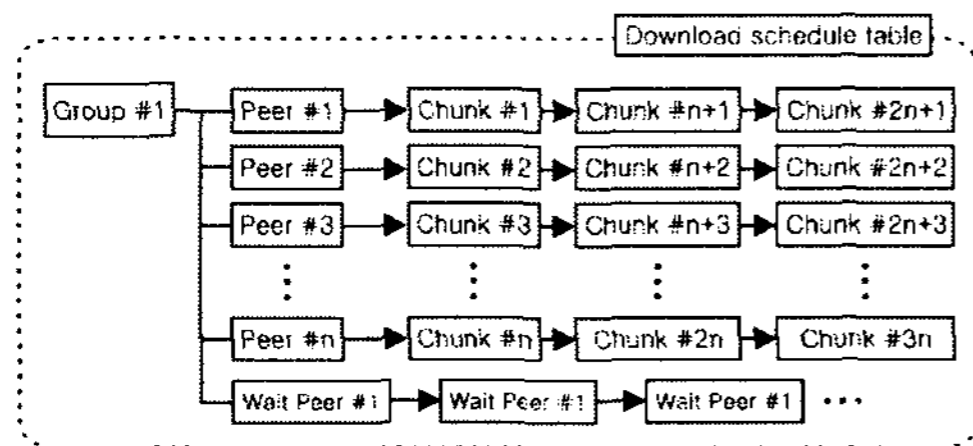 Download schedule table
Group #1
Peer #1 Chunk #1 Chunk #n+1 Chunk #2n+1
Peer #2 Chunk #2 Chunk #n+2 Chunk #2n+2
Peer #3 Chunk #3 Chunk #n+3 Chunk #2n+3
Peer #n Chunk #n Chunk #2n Chunk #3n
Wait Peer #1 Wait Peer #1 Wait Peer #1